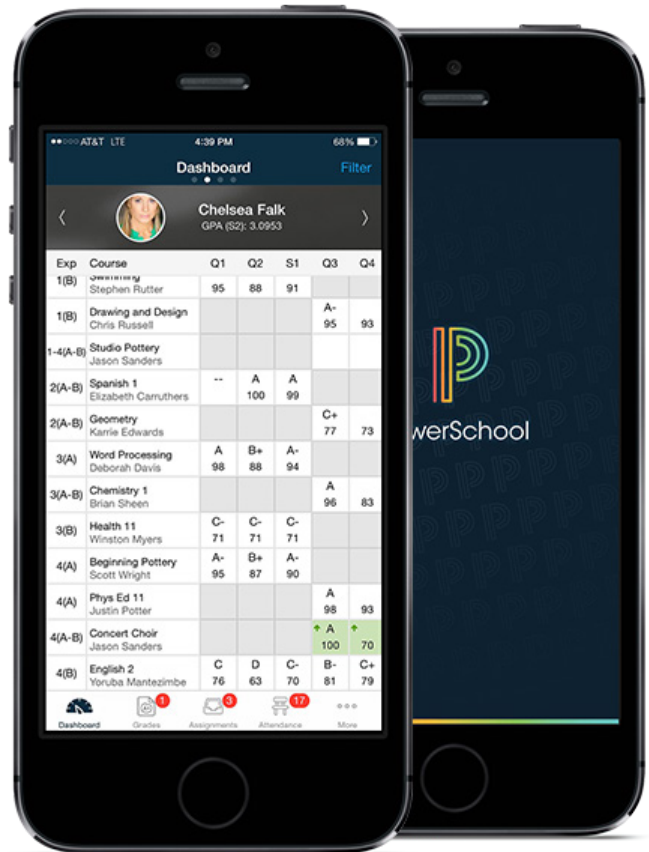 AT&T LTE 4:39 PM 68%
Dashboard Filter
Chelsea Falk
GPA (S2): 3.0953
Exp Course Q1 Q2 S1 Q3 Q4
1(B) Swimming
Stephen Rutter 95 88 91
Drawing and Design A-
1(B) Chris Russell 95 93
1-4(A-B) Studio Pottery
Jason Sanders
2(A-B) Spanish 1 -- A A
Elizabeth Carruthers 100 99
2(A-B) Geometry C+
Karrie Edwards 77 73
3(A) Word Processing A B+ A-
Deborah Davis 98 88 94
3(A-B) Chemistry 1 A
Brian Sheen 96 83
3(B) Health 11 C- C- C-
Winston Myers 71 71 71
4(A) Beginning Pottery A- B+ A-
Scott Wright 95 87 90
4(A) Phys Ed 11 A
Justin Potter 98 93
4(A-B) Concert Choir A
Jason Sanders 100 70
4(B) English 2 C D C- B- C+
Yoruba Mantezimbe 76 63 70 81 79
1 3 17
Dashboard Grades Assignments Attendance More
werSchool